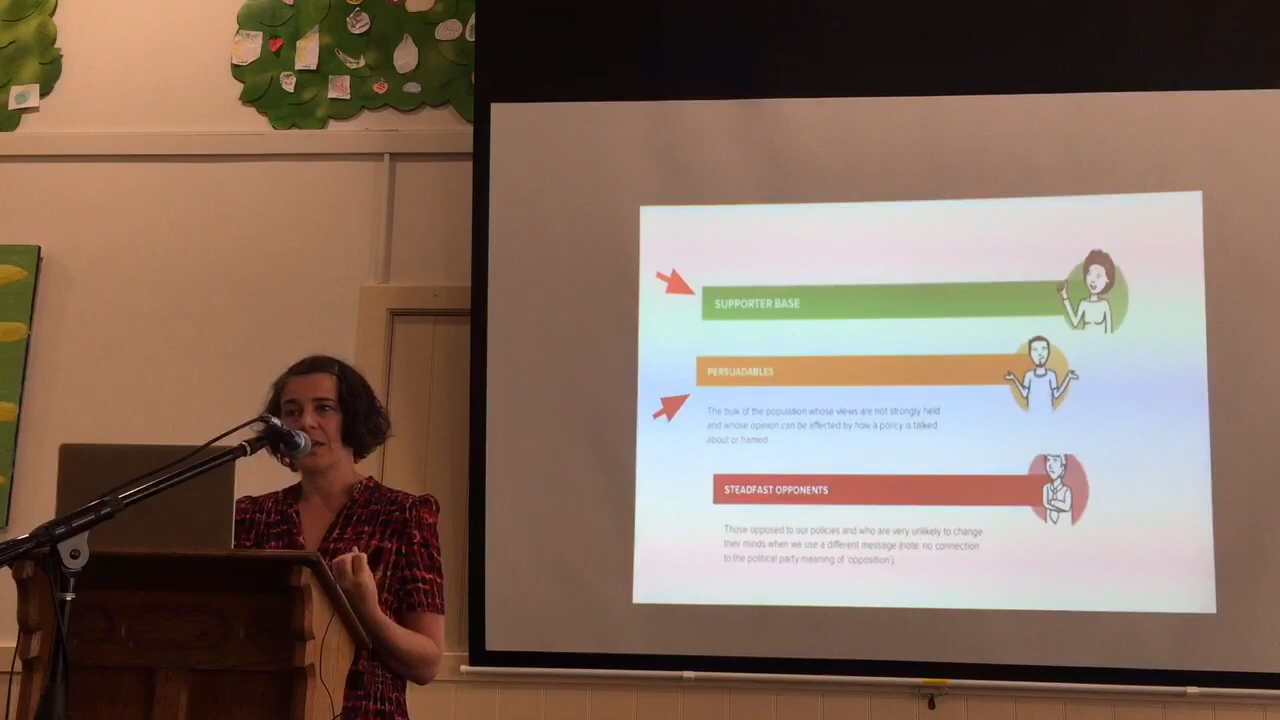 SUPPORTER BASE
PERSUADABLES
The bulk of the population whose views are not strongly held
and whose opinion can be affected by how a policy is talked
about or framed
STEADFAST OPPONENTS
Those opposed to our policies and who are very unlikely to change
their minds when we use a different message (note: no connection
to the political party meaning of 'opposition').